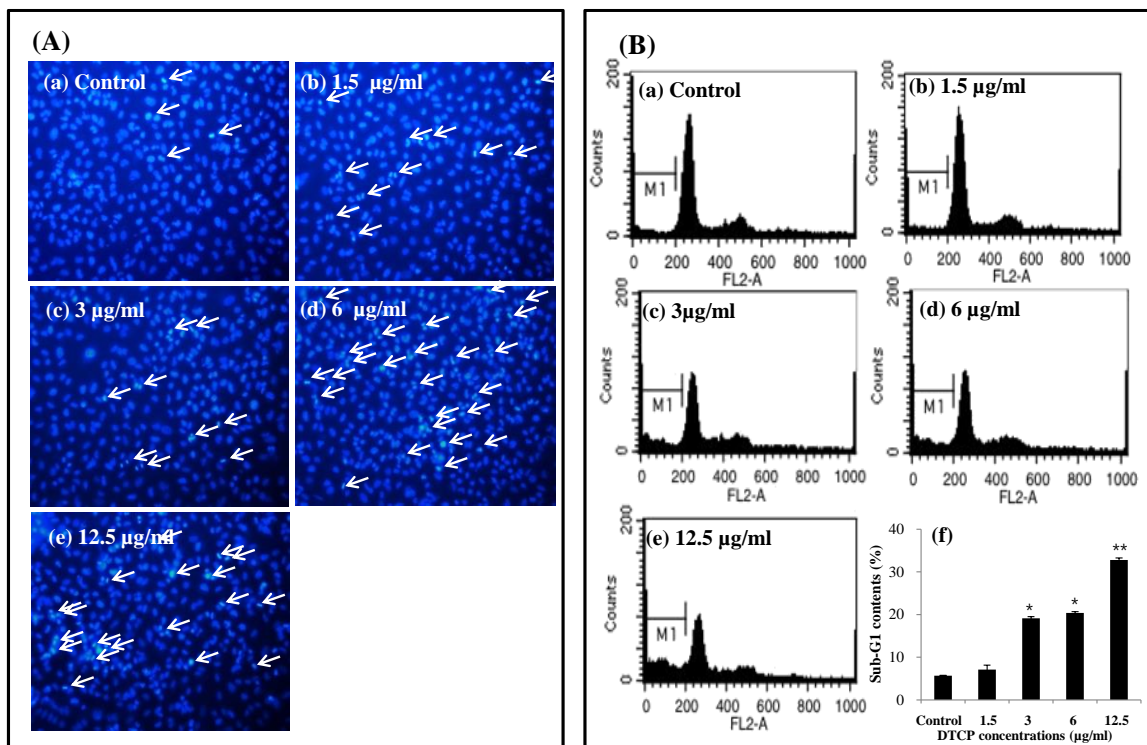 (A)
(a) Control
(b) 1.5 µg/ml
(c) 3 µg/ml
(d) 6 µg/ml
(e) 12.5 µg/ml
(B)
(a) Control
200
Counts
0
M1
0 200 400 600 800 1000
FL2-A
(b) 1.5 µg/ml
200
Counts
0
M1
0 200 400 600 800 1000
FL2-A
(c) 3µg/ml
200
Counts
0
M1
0 200 400 600 800 1000
FL2-A
(d) 6 µg/ml
200
Counts
0
M1
0 200 400 600 800 1000
FL2-A
(e) 12.5 µg/ml
200
Counts
0
M1
0 200 400 600 800 1000
FL2-A
(f)
Sub-G1 contents (%)
40
30
20
10
0
* * **
Control 1.5 3 6 12.5
DTCP concentrations (µg/ml)